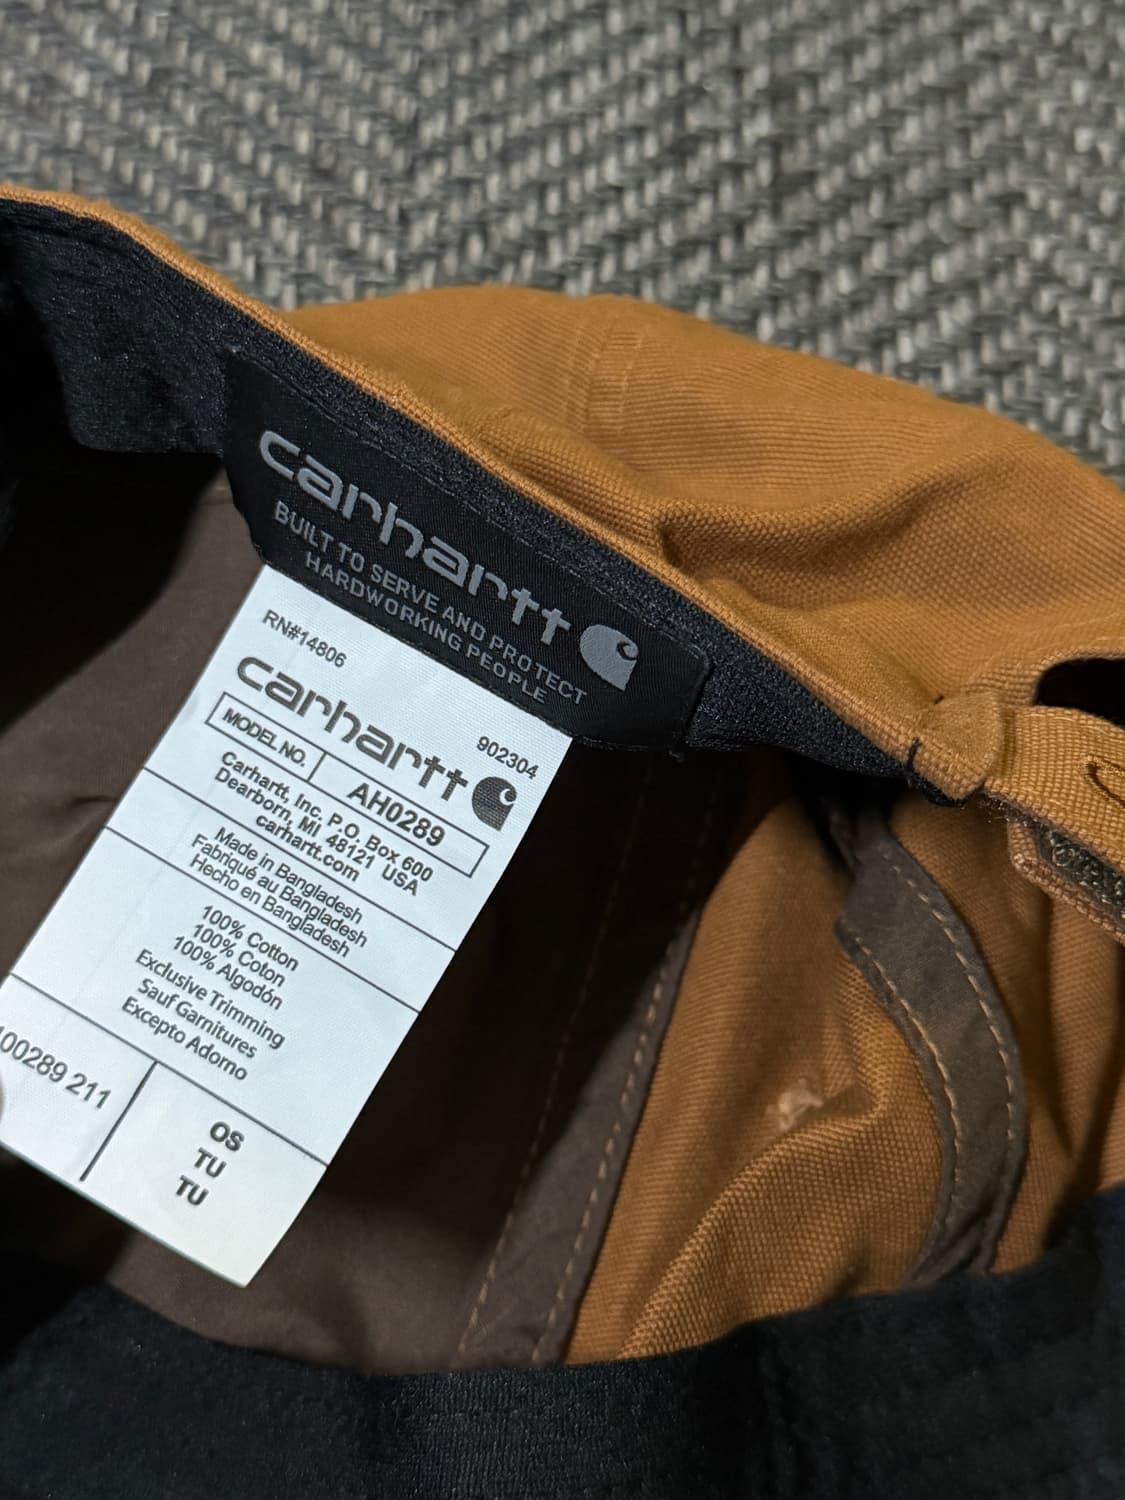 carhartt
BUILT TO SERVE AND PROTECT
HARDWORKING PEOPLE
RN#14806
902304
carhartt
MODEL NO. AH0289
Carhartt, Inc. P.O. Box 600
Dearborn, MI 48121 USA
carhartt.com
Made in Bangladesh
Fabriqué au Bangladesh
Hecho en Bangladesh
100% Cotton
100% Coton
100% Algodón
Exclusive Trimming
Sauf Garnitures
Excepto Adorno
100289 211
OS
TU
TU